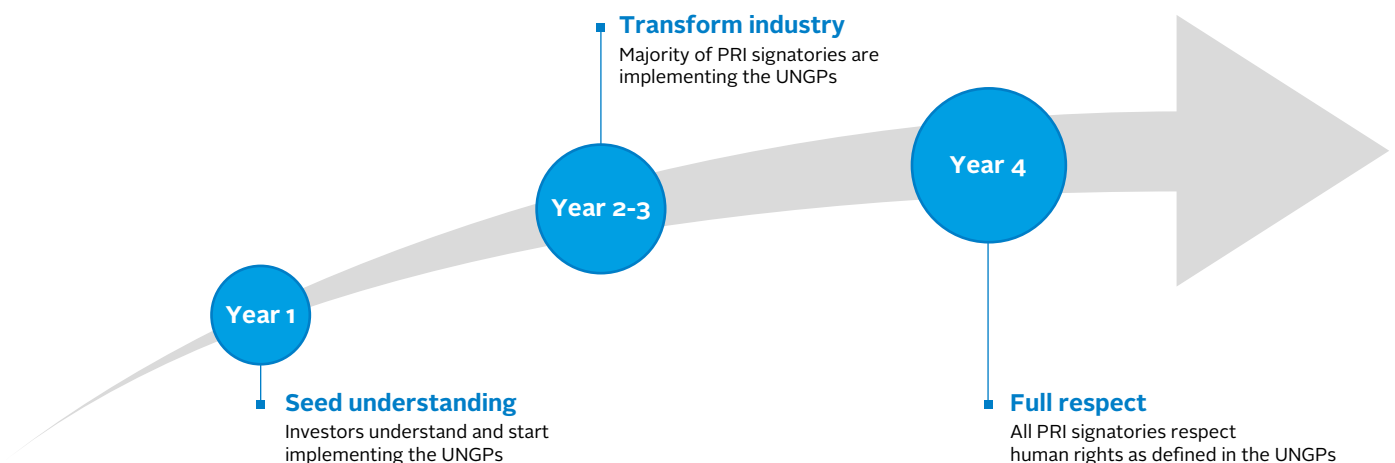 Transform industry
Majority of PRI signatories are
implementing the UNGPs
Year 4
Year 2-3
Year 1
Seed understanding
Investors understand and start
implementing the UNGPs
Full respect
All PRI signatories respect
human rights as defined in the UNGPs